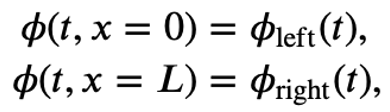 ϕ(t, x = 0) = ϕ_left(t),
ϕ(t, x = L) = ϕ_right(t),